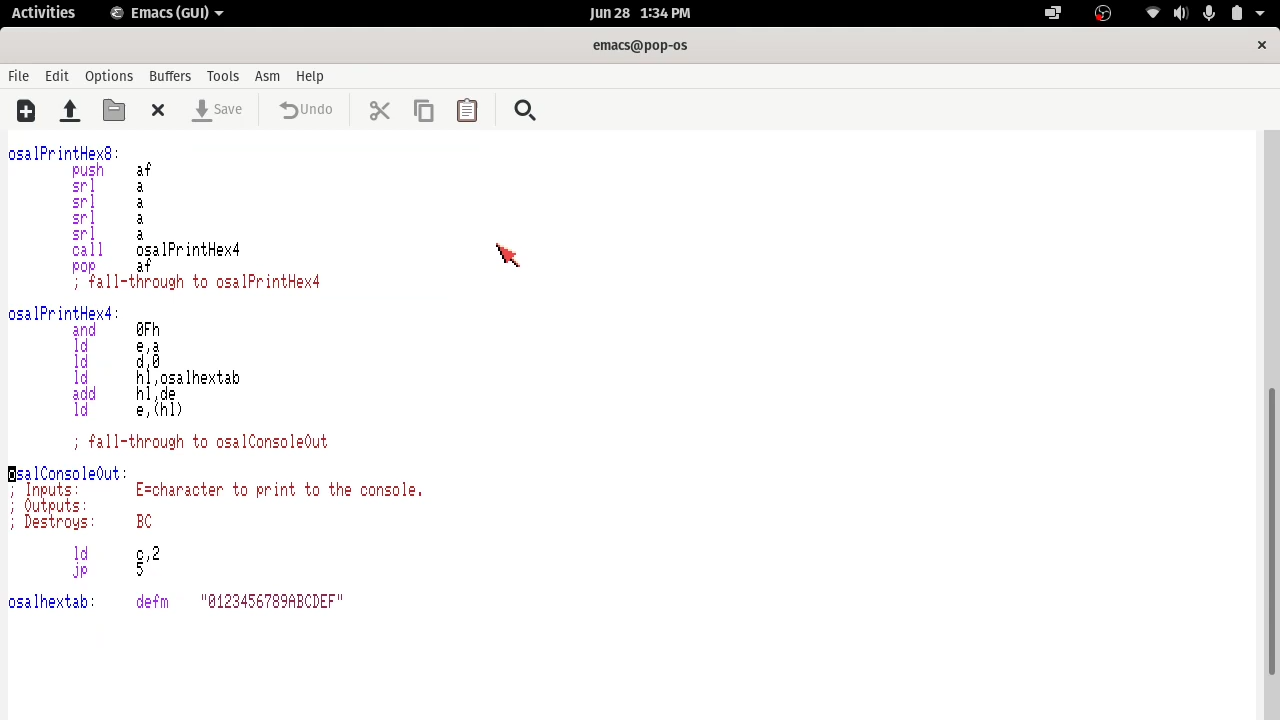 Activities Emacs (GUI) Jun 28 1:34 PM
emacs@pop-os
File Edit Options Buffers Tools Asm Help
Save Undo
osalPrintHex8:
push af
srl a
srl a
srl a
srl a
call osalPrintHex4
pop af
; fall-through to osalPrintHex4
osalPrintHex4:
and 0Fh
ld e,a
ld d,0
ld hl,osalhextab
add hl,de
ld e,(hl)
; fall-through to osalConsoleOut
osalConsoleOut:
; Inputs: E=character to print to the console.
; Outputs:
; Destroys: BC
ld c,2
jp 5
osalhextab: defm "0123456789ABCDEF"